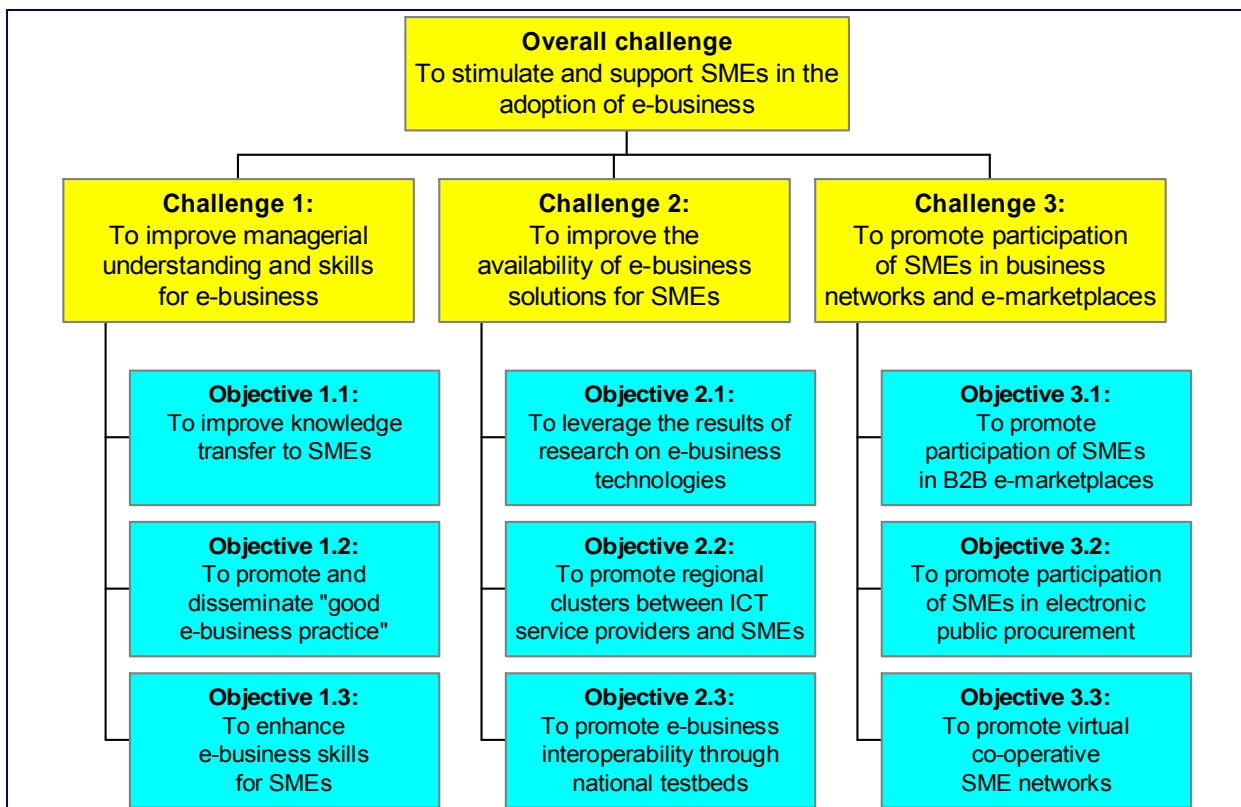 Overall challenge
To stimulate and support SMEs in the
adoption of e-business
Challenge 1:
To improve managerial
understanding and skills
for e-business
Challenge 2:
To improve the
availability of e-business
solutions for SMEs
Challenge 3:
To promote participation
of SMEs in business
networks and e-marketplaces
Objective 1.1:
To improve knowledge
transfer to SMEs
Objective 2.1:
To leverage the results of
research on e-business
technologies
Objective 3.1:
To promote
participation of SMEs
in B2B e-marketplaces
Objective 1.2:
To promote and
disseminate "good
e-business practice"
Objective 2.2:
To promote regional
clusters between ICT
service providers and SMEs
Objective 3.2:
To promote participation
of SMEs in electronic
public procurement
Objective 1.3:
To enhance
e-business skills
for SMEs
Objective 2.3:
To promote e-business
interoperability through
national testbeds
Objective 3.3:
To promote virtual
co-operative
SME networks